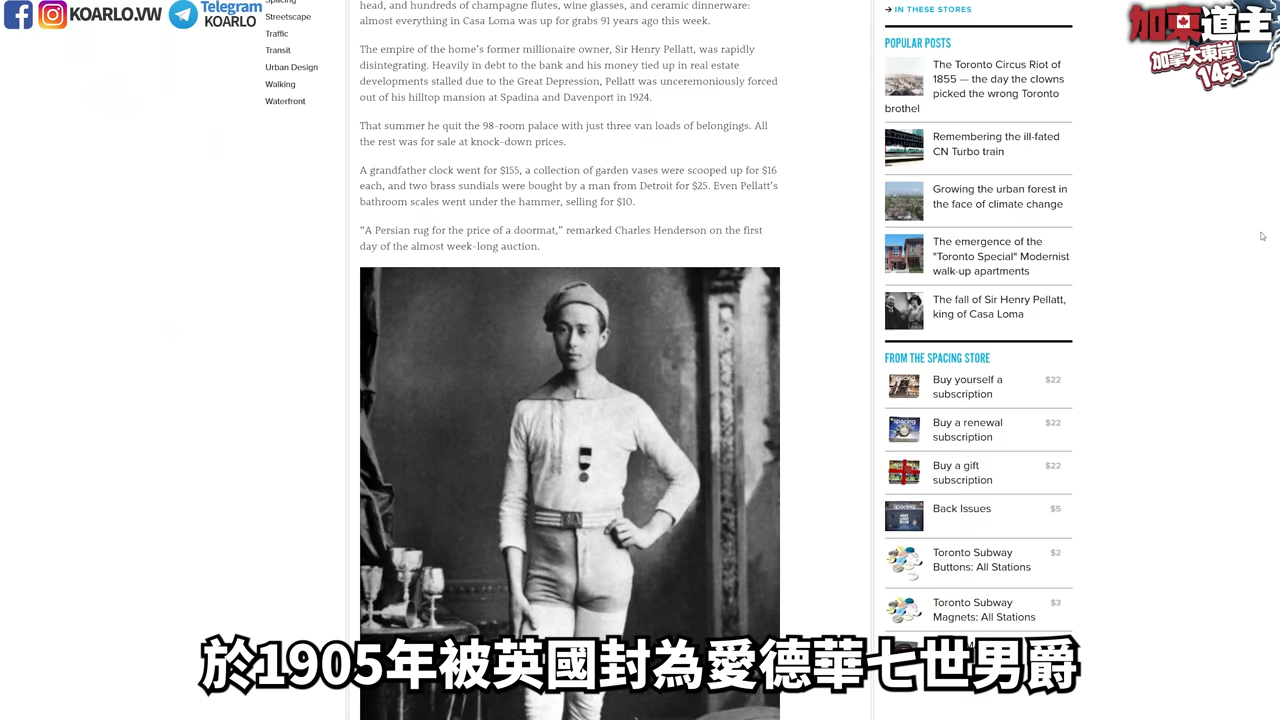 KOARLO.VW
Telegram
KOARLO
Streetscape
Traffic
Transit
Urban Design
Walking
Waterfront
head, and hundreds of champagne flutes, wine glasses, and ceramic dinnerware:
almost everything in Casa Loma was up for grabs 91 years ago this week.
The empire of the home's former millionaire owner, Sir Henry Pellatt, was rapidly
disintegrating. Heavily in debt to the bank and his money tied up in real estate
developments stalled due to the Great Depression, Pellatt was unceremoniously forced
out of his hilltop mansion at Spadina and Davenport in 1924.
That summer he quit the 98-room palace with just three van loads of belongings. All
the rest was for sale at knock-down prices.
A grandfather clock went for $155, a collection of garden vases were scooped up for $16
each, and two brass sundials were bought by a man from Detroit for $25. Even Pellatt's
bathroom scales went under the hammer, selling for $10.
“A Persian rug for the price of a doormat,” remarked Charles Henderson on the first
day of the almost week-long auction.
→ IN THESE STORES
POPULAR POSTS
The Toronto Circus Riot of
1855 — the day the clowns
picked the wrong Toronto
brothel
Remembering the ill-fated
CN Turbo train
Growing the urban forest in
the face of climate change
The emergence of the
"Toronto Special" Modernist
walk-up apartments
The fall of Sir Henry Pellatt,
king of Casa Loma
FROM THE SPACING STORE
Buy yourself a $22
subscription
Buy a renewal $22
subscription
Buy a gift $22
subscription
Back Issues $5
Toronto Subway $2
Buttons: All Stations
Toronto Subway $3
Magnets: All Stations
加東道主
加拿大東岸
14天
於1905年被英國封為愛德華七世男爵